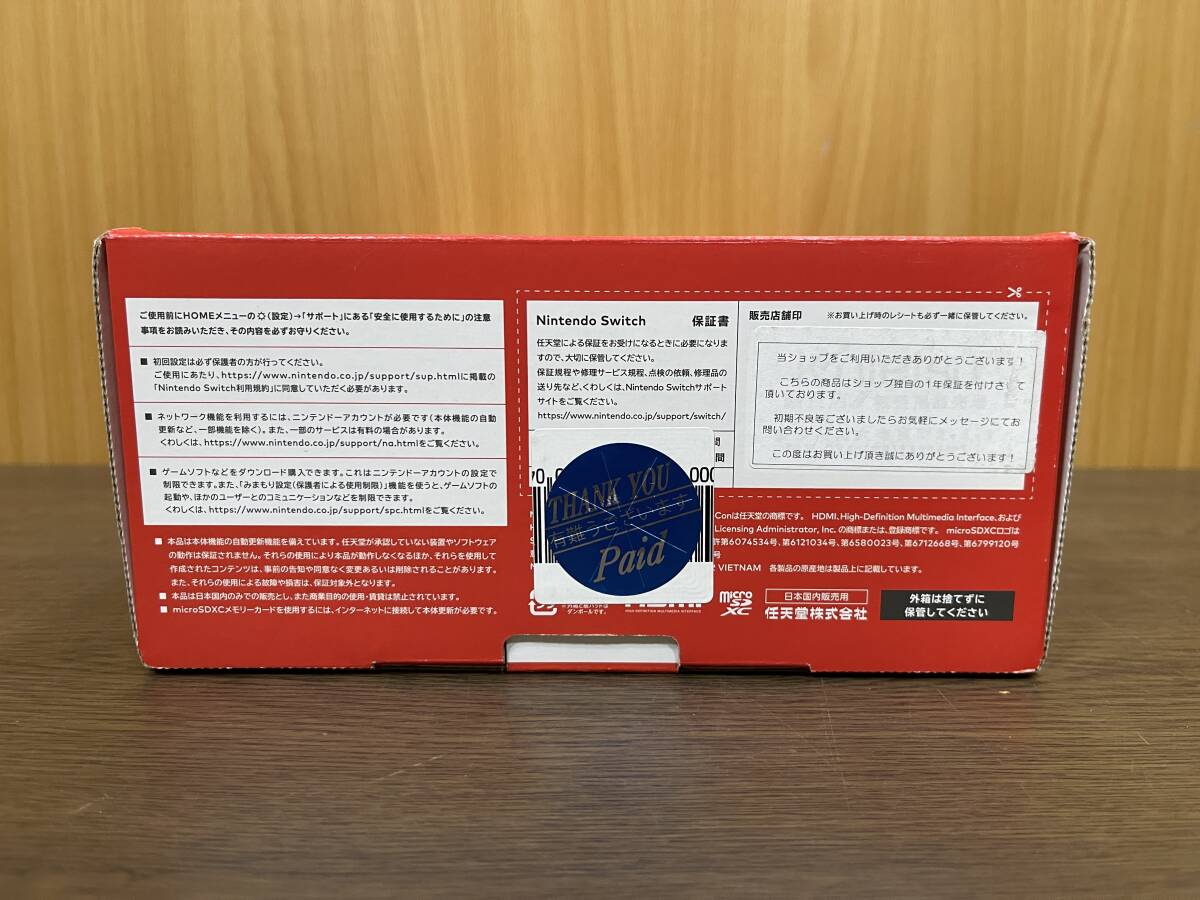 ご使用前にHOMEメニューの(設定)→「サポート」にある「安全に使用するために」の注意
事項をお読みいただき、その内容を必ずお守りください。
■ 初回設定は必ず保護者の方が行ってください。
ご使用にあたり、https://www.nintendo.co.jp/support/sup.htmlに掲載の
「Nintendo Switch利用規約」に同意していただく必要があります。
■ ネットワーク機能を利用するには、ニンテンドーアカウントが必要です(本体機能の自動
更新など、一部機能を除く)。また、一部のサービスは有料の場合があります。
くわしくは、https://www.nintendo.co.jp/support/na.htmlをご覧ください。
■ ゲームソフトなどをダウンロード購入できます。これはニンテンドーアカウントの設定で
制限できます。また、「みまもり設定(保護者による使用制限)」機能を使うと、ゲームソフトの
起動や、ほかのユーザーとのコミュニケーションなどを制限できます。
くわしくは、https://www.nintendo.co.jp/support/spc.htmlをご覧ください。
■ 本品は本体機能の自動更新機能を備えています。任天堂が承認していない装置やソフトウェア
の動作は保証されません。それらの使用により本品が動作しなくなるほか、それらを使用して
作成されたコンテンツは、事前の告知や同意なく変更あるいは削除されることがあります。
また、それらの使用による故障や損害は、保証対象外となります。
■ 本品は日本国内のみでの販売とし、また商業目的の使用・賃貸は禁止されています。
■ microSDXCメモリーカードを使用するには、インターネットに接続して本体更新が必要です。
Nintendo Switch 保証書
任天堂による保証をお受けになるときに必要になりま
すので、大切に保管してください。
保証規程や修理サービス規程、点検の依頼、修理品の
送り先など、くわしくは、Nintendo Switchサポート
サイトをご覧ください。
https://www.nintendo.co.jp/support/switch/
間
間
販売店舗印 ※お買い上げ時のレシートも必ず一緒に保管してください。
当ショップをご利用いただきありがとうございます!
こちらの商品はショップ独自の1年保証を付けさせて
頂いております。
初期不良等ございましたらお気軽にメッセージにてお
問い合わせください。
この度はお買い上げ頂き誠にありがとうございます!
THANK YOU
有難うございます
Paid
Conは任天堂の商標です。 HDMI、High-Definition Multimedia Interface、および
Licensing Administrator, Inc. の商標または、登録商標です。 microSDXCロゴは
許第6074534号、第6121034号、第6580023号、第6712668号、第6799120号
号
VIETNAM 各製品の原産地は製品上に記載しています。
ダンボールです。
HIGH-DEFINITION MULTIMEDIA INTERFACE
micro
SD
XC
日本国内販売用
任天堂株式会社
外箱は捨てずに
保管してください